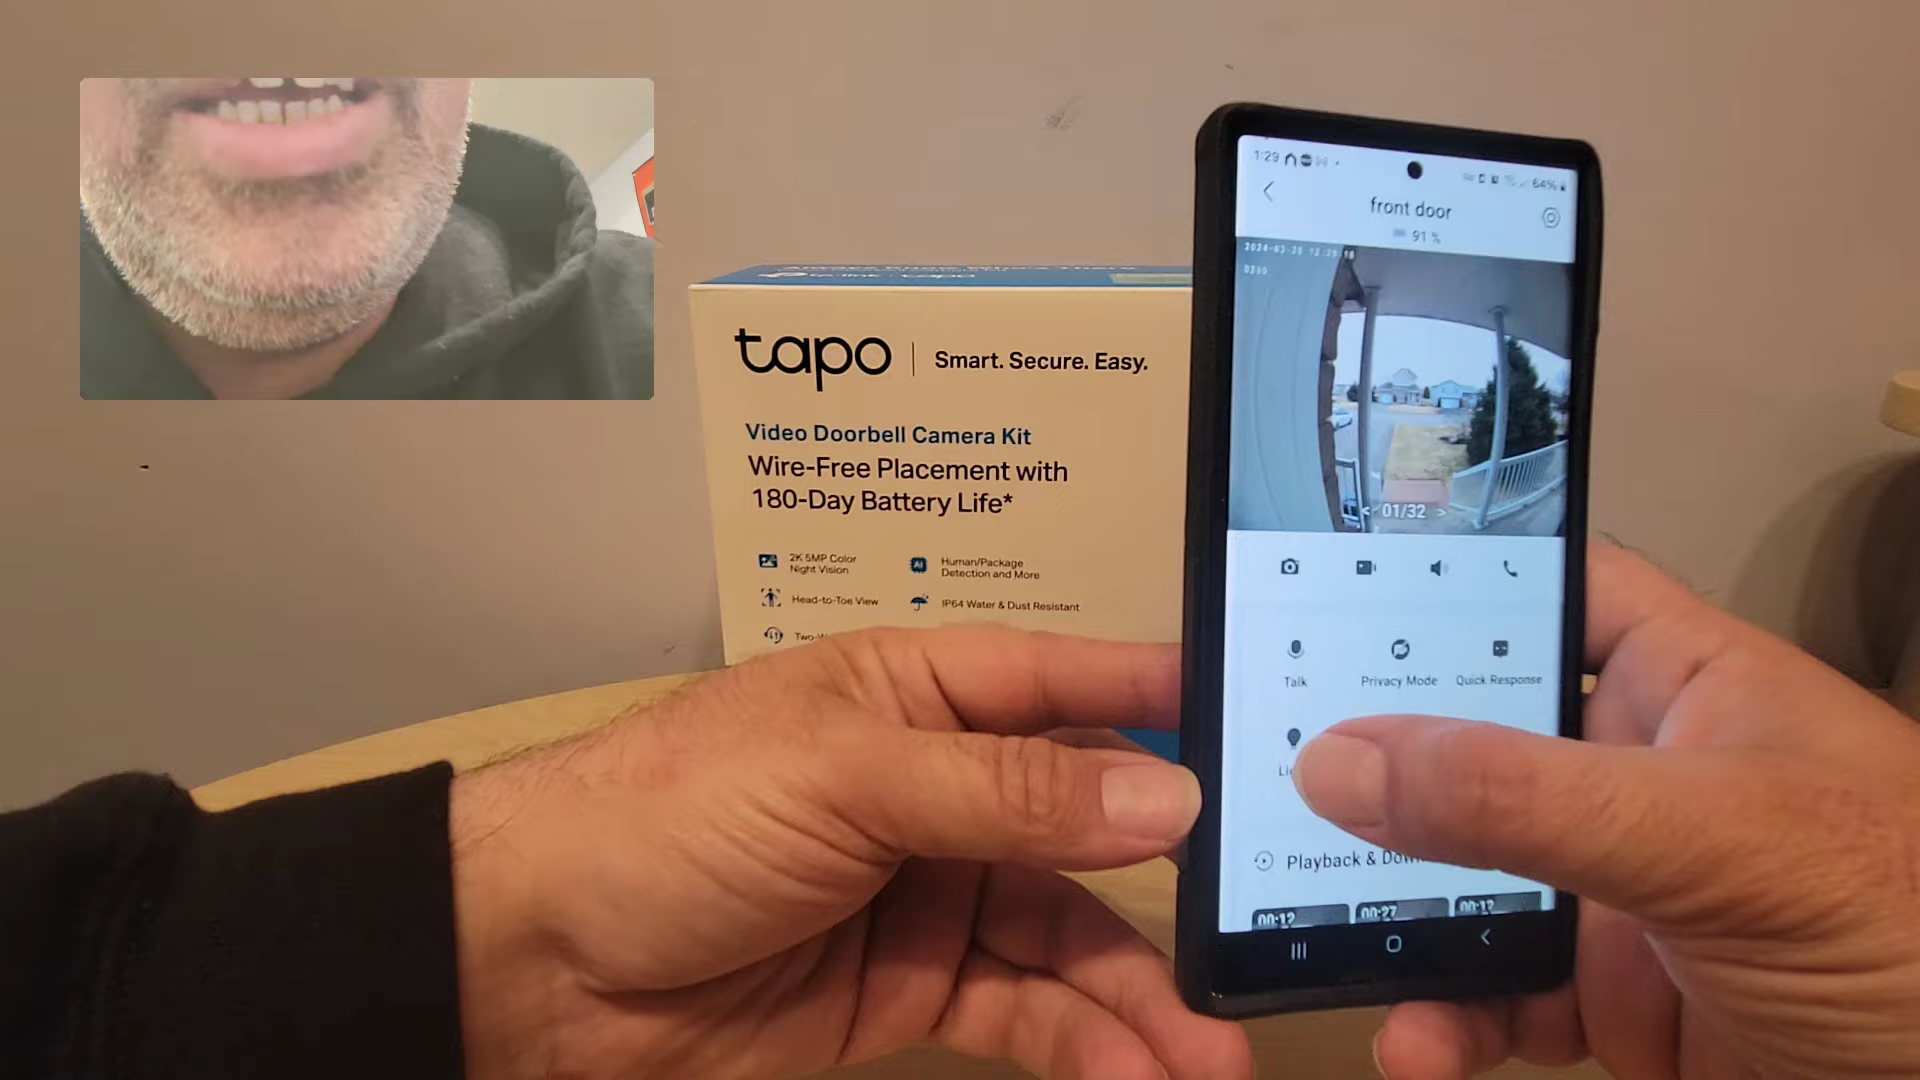 tapo
Smart. Secure. Easy.
Video Doorbell Camera Kit
Wire-Free Placement with
180-Day Battery Life*
2K 5MP Color
Night Vision
Human/Package
Detection and More
Head-to-Toe View
IP64 Water & Dust Resistant
1:29
64%
front door
91 %
01/32
Talk
Privacy Mode
Quick Response
Playback &
00:12
00:27
00:12